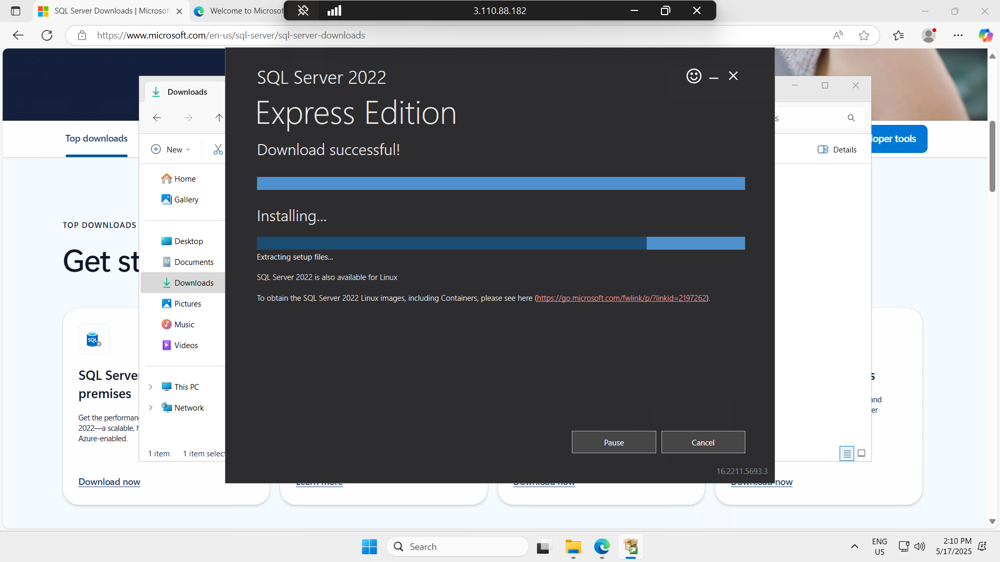 SQL Server Downloads | Microsof
Welcome to Microsof
3.110.88.182
https://www.microsoft.com/en-us/sql-server/sql-server-downloads
SQL Server 2022
Express Edition
Download successful!
Installing...
Extracting setup files...
SQL Server 2022 is also available for Linux
To obtain the SQL Server 2022 Linux images, including Containers, please see here (https://go.microsoft.com/fwlink/p/?linkid=2197262).
Pause
Cancel
16.2211.5693.3
Downloads
New
Details
Home
Gallery
Desktop
Documents
Downloads
Pictures
Music
Videos
This PC
Network
1 item
1 item select
s
Top downloads
loper tools
TOP DOWNLOADS
Get st
SQL
SQL Server
premises
Get the performan
2022—a scalable, h
Azure-enabled.
Download now
Learn more
Download now
s
and
er
Download now
Search
ENG
US
2:10 PM
5/17/2025